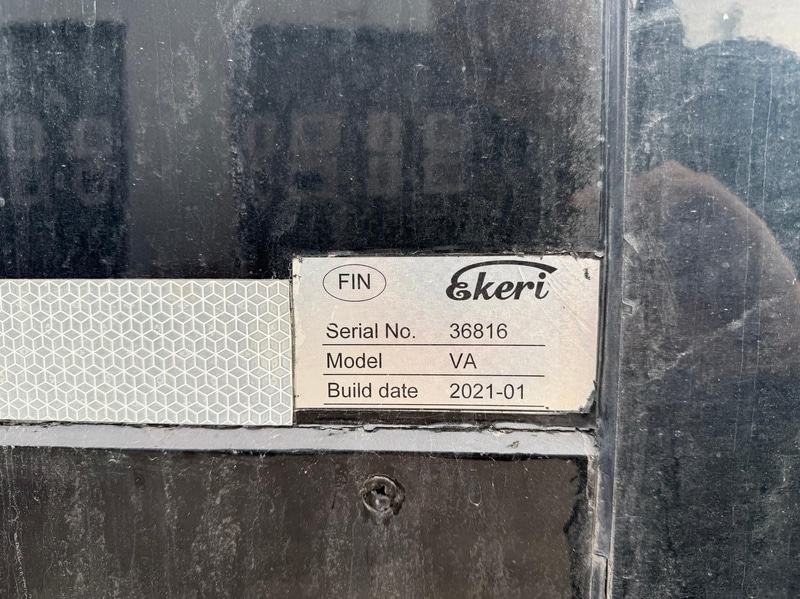 FIN Ekeri
Serial No. 36816
Model VA
Build date 2021-01